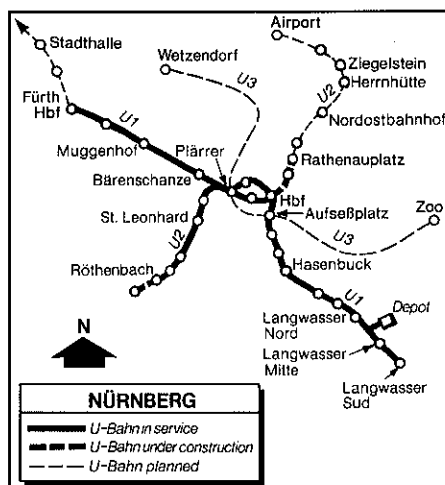 Airport
Stadthalle
Wetzendorf
Ziegelstein
U3
Herrnhütte
Fürth
Hbf
U2
U1
Nordostbahnhof
Muggenhof
Plärrer
Rathenauplatz
Bärenschanze
Hbf
Zoo
St. Leonhard
Aufseßplatz
U2
U3
Röthenbach
Hasenbuck
U1
Depot
N
Langwasser
Nord
Langwasser
Mitte
Langwasser
Süd
NÜRNBERG
U-Bahn in service
U-Bahn under construction
U-Bahn planned